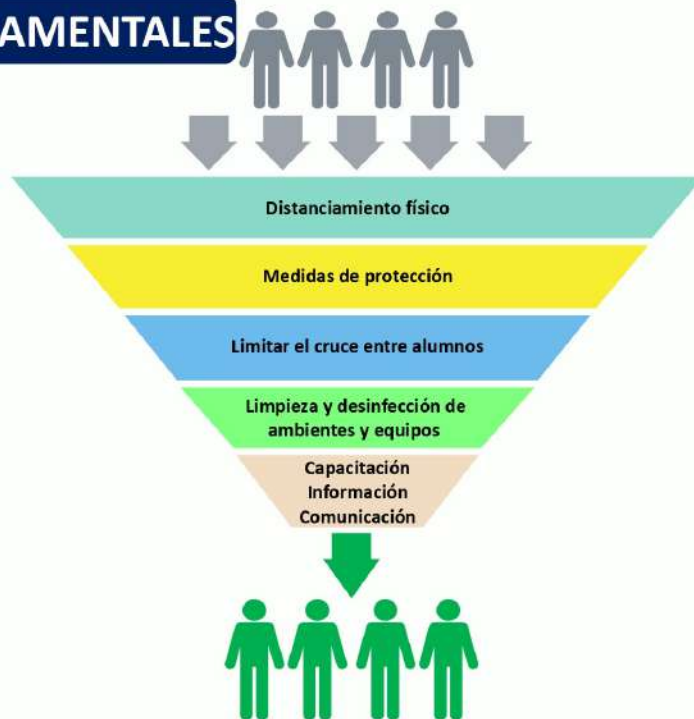 AMENTALES
Distanciamiento físico
Medidas de protección
Limitar el cruce entre alumnos
Limpieza y desinfección de
ambientes y equipos
Capacitación
Información
Comunicación